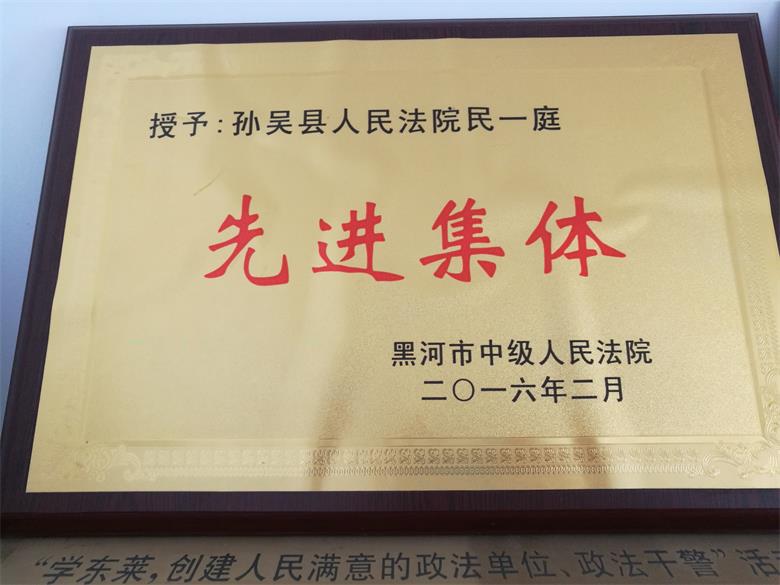 授予:孙吴县人民法院民一庭
先进集体
黑河市中级人民法院
二〇一六年二月
“学东莱,创建人民满意的政法单位、政法干警”活